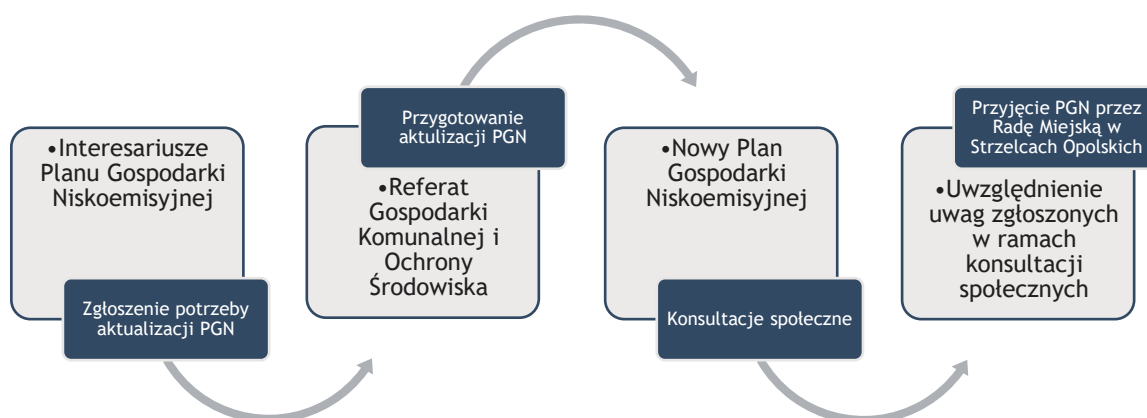 •Interesariusze
Planu Gospodarki
Niskoemisyjnej
Zgłoszenie potrzeby
aktualizacji PGN
Przygotowanie
aktulizacji PGN
•Referat
Gospodarki
Komunalnej i
Ochrony
Środowiska
•Nowy Plan
Gospodarki
Niskoemisyjnej
Konsultacje społeczne
Przyjęcie PGN przez
Radę Miejską w
Strzelcach Opolskich
•Uwzględnienie
uwag zgłoszonych
w ramach
konsultacji
społecznych